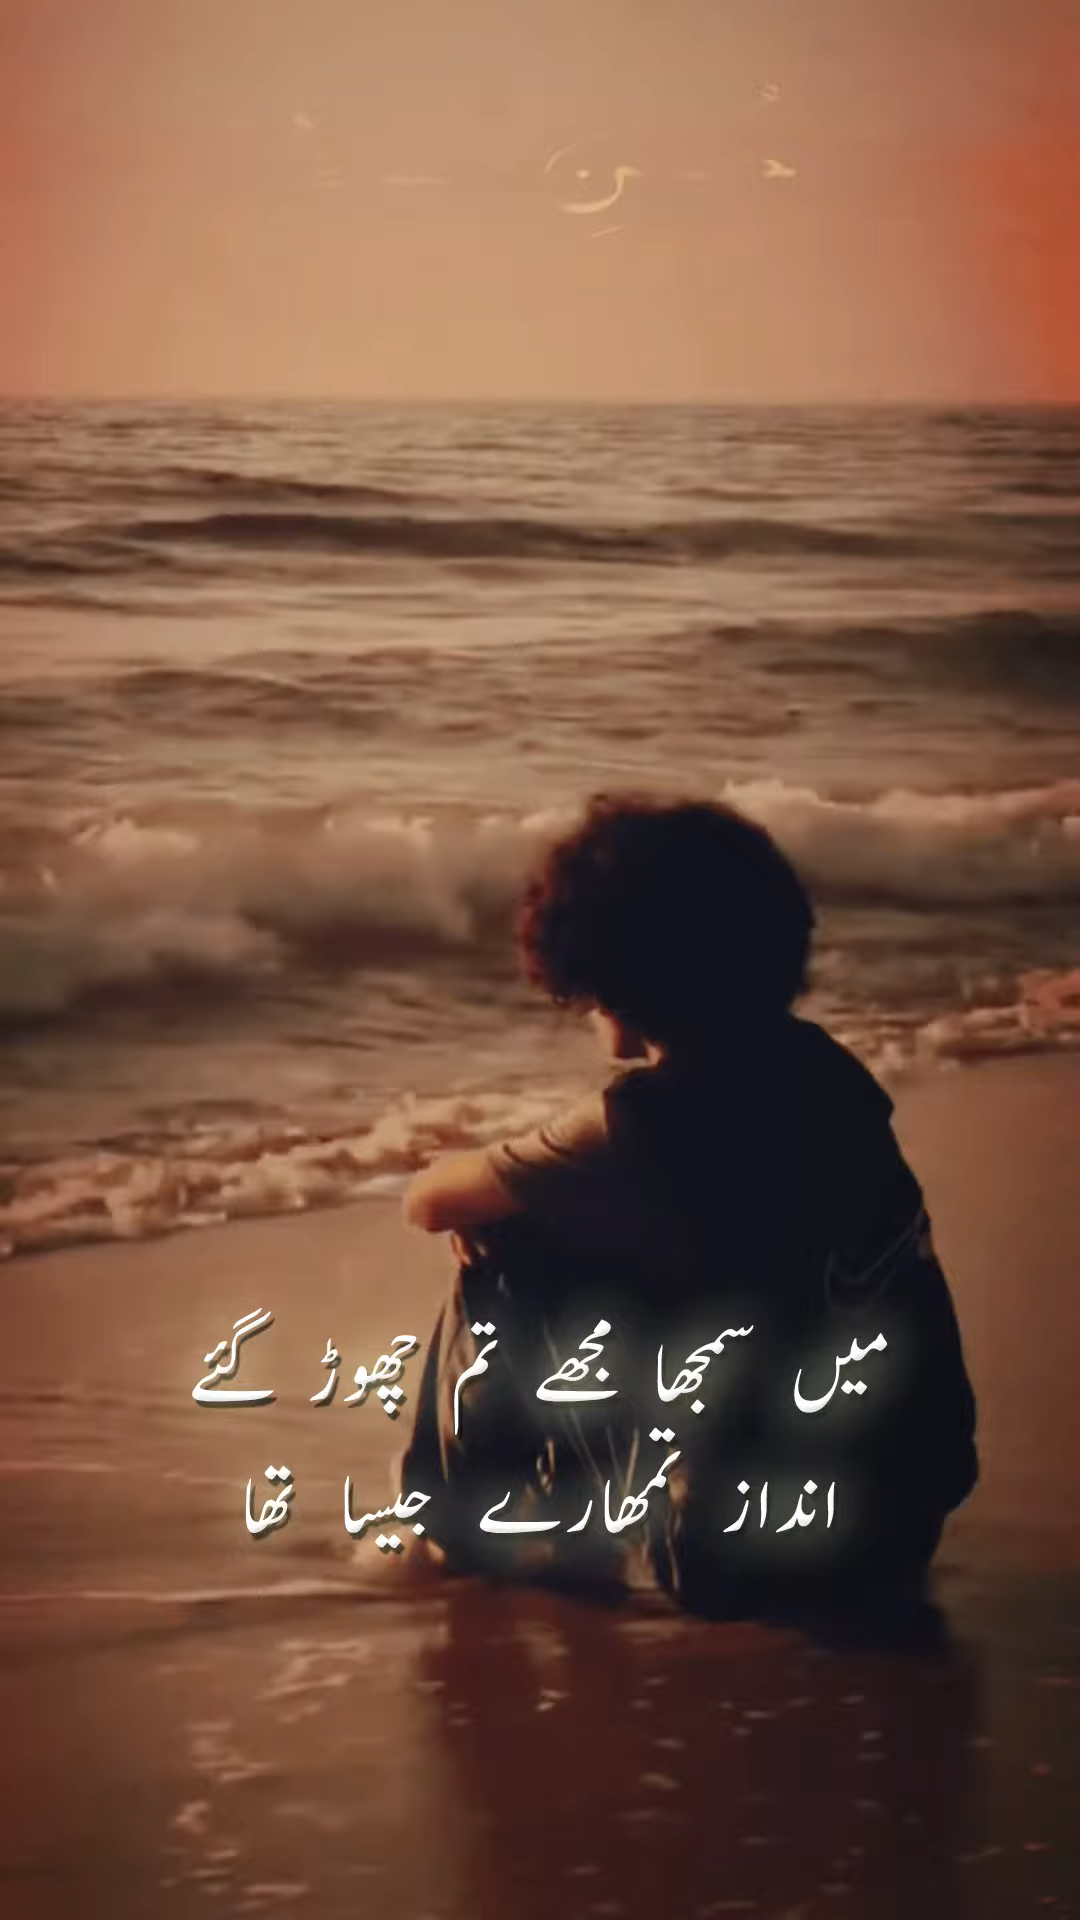 میں سمجھا مجھے تم چھوڑ گئے
انداز تمھارے جیسا تھا